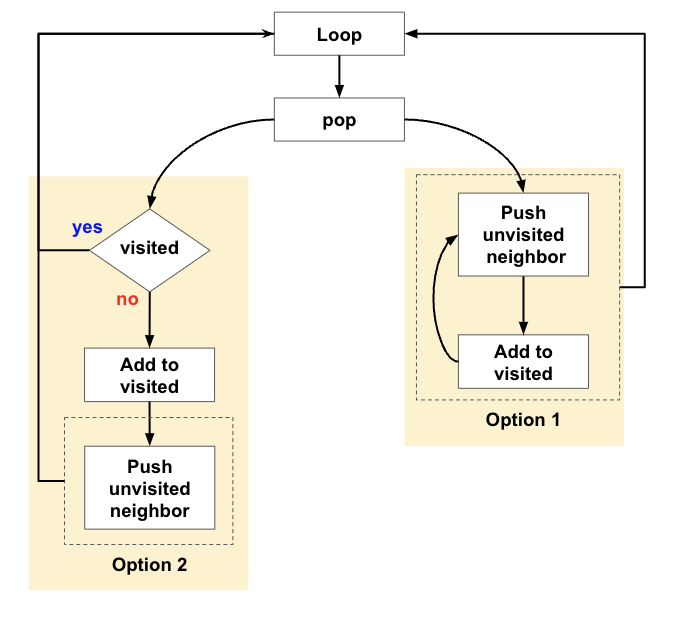 Loop
pop
yes
visited
no
Add to
visited
Push
unvisited
neighbor
Option 2
Push
unvisited
neighbor
Add to
visited
Option 1